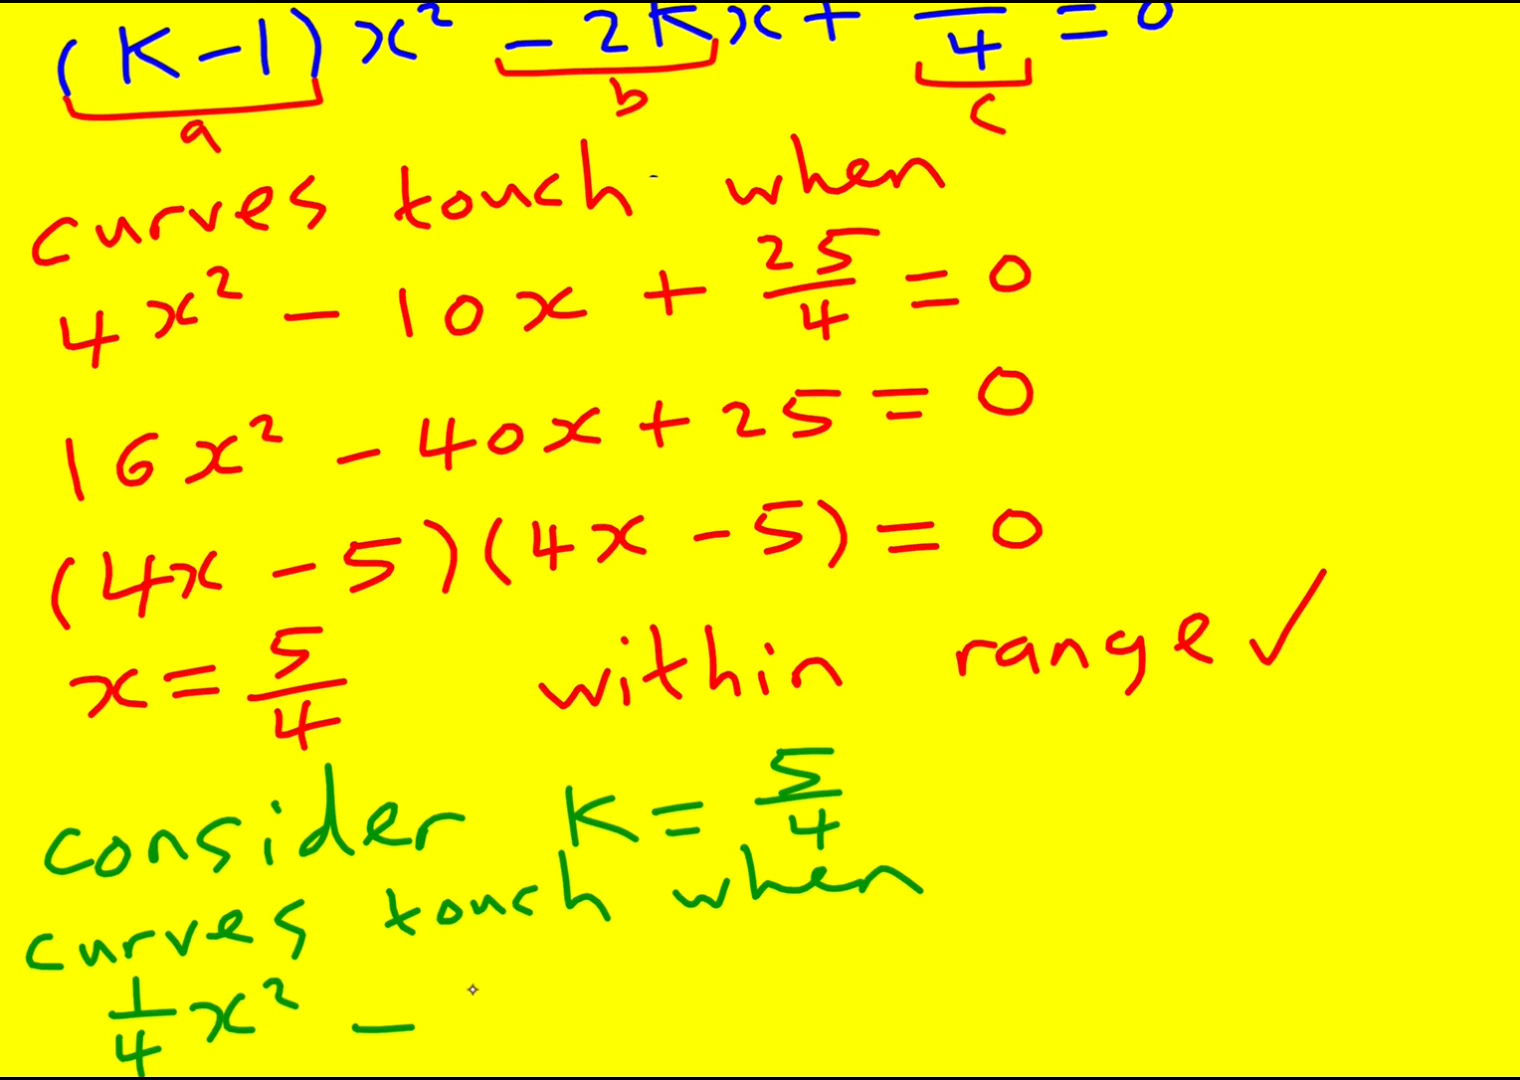 (K-1)x² - 2Kx + /4 = 0
a b c
curves touch when
4x² - 10x + 25/4 = 0
16x² - 40x + 25 = 0
(4x - 5)(4x - 5) = 0
x = 5/4 within range ✓
consider K = 5/4
curves touch when
1/4 x² -